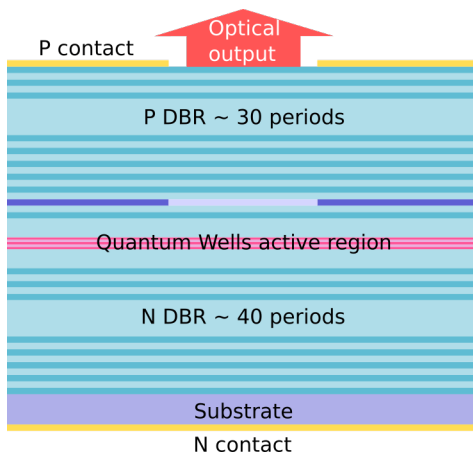 Optical
output
P contact
P DBR ~ 30 periods
Quantum Wells active region
N DBR ~ 40 periods
Substrate
N contact